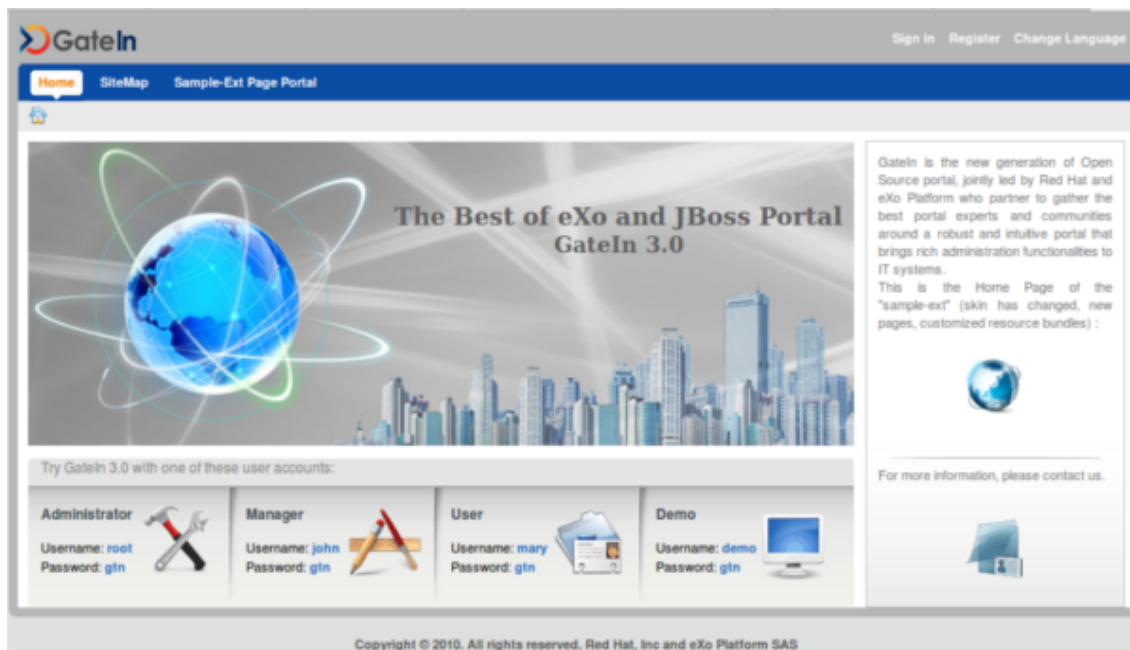 GateIn
Sign in Register Change Language
Home SiteMap Sample-Ext Page Portal
The Best of eXo and JBoss Portal
GateIn 3.0
GateIn is the new generation of Open
Source portal, jointly led by Red Hat and
eXo Platform who partner to gather the
best portal experts and communities
around a robust and intuitive portal that
brings rich administration functionalities to
IT systems.
This is the Home Page of the
"sample-ext" (skin has changed, new
pages, customized resource bundles) :
For more information, please contact us.
Try GateIn 3.0 with one of these user accounts:
Administrator
Username: root
Password: gtn
Manager
Username: john
Password: gtn
User
Username: mary
Password: gtn
Demo
Username: demo
Password: gtn
Copyright © 2010. All rights reserved, Red Hat, Inc and eXo Platform SAS